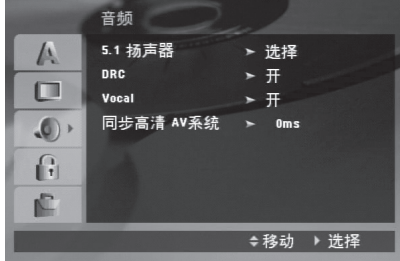 音频
5.1 扬声器 ➢ 选择
DRC ➢ 开
Vocal ➢ 开
同步高清 AV系统 ➢ 0ms
移动 选择